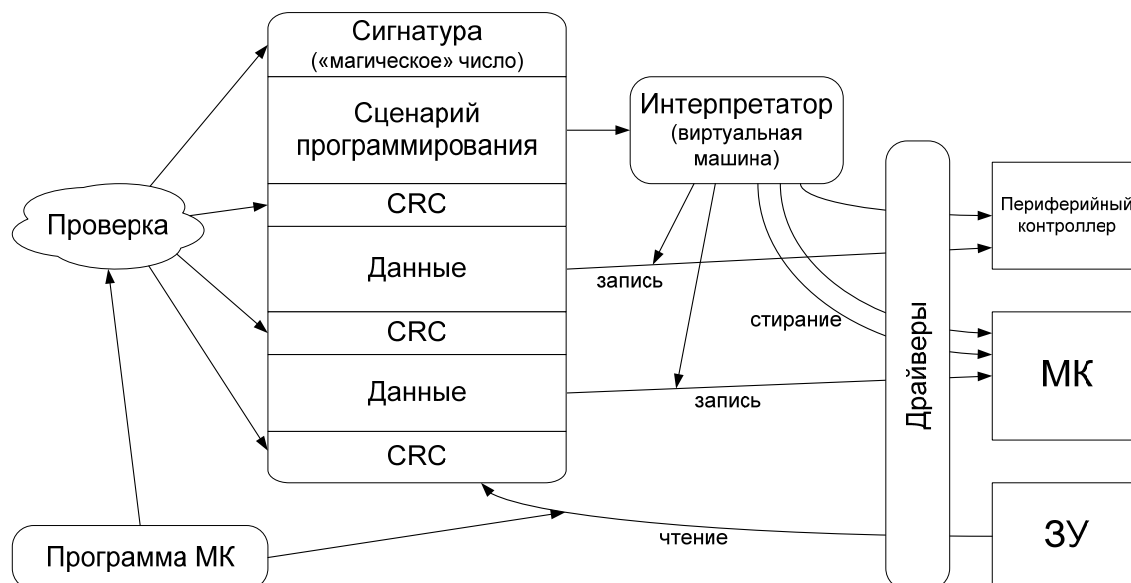 Сигнатура
(«магическое» число)
Сценарий
программирования
CRC
Данные
CRC
Данные
CRC
Проверка
Программа МК
Интерпретатор
(виртуальная
машина)
запись
стирание
запись
чтение
Драйверы
Периферийный
контроллер
МК
ЗУ